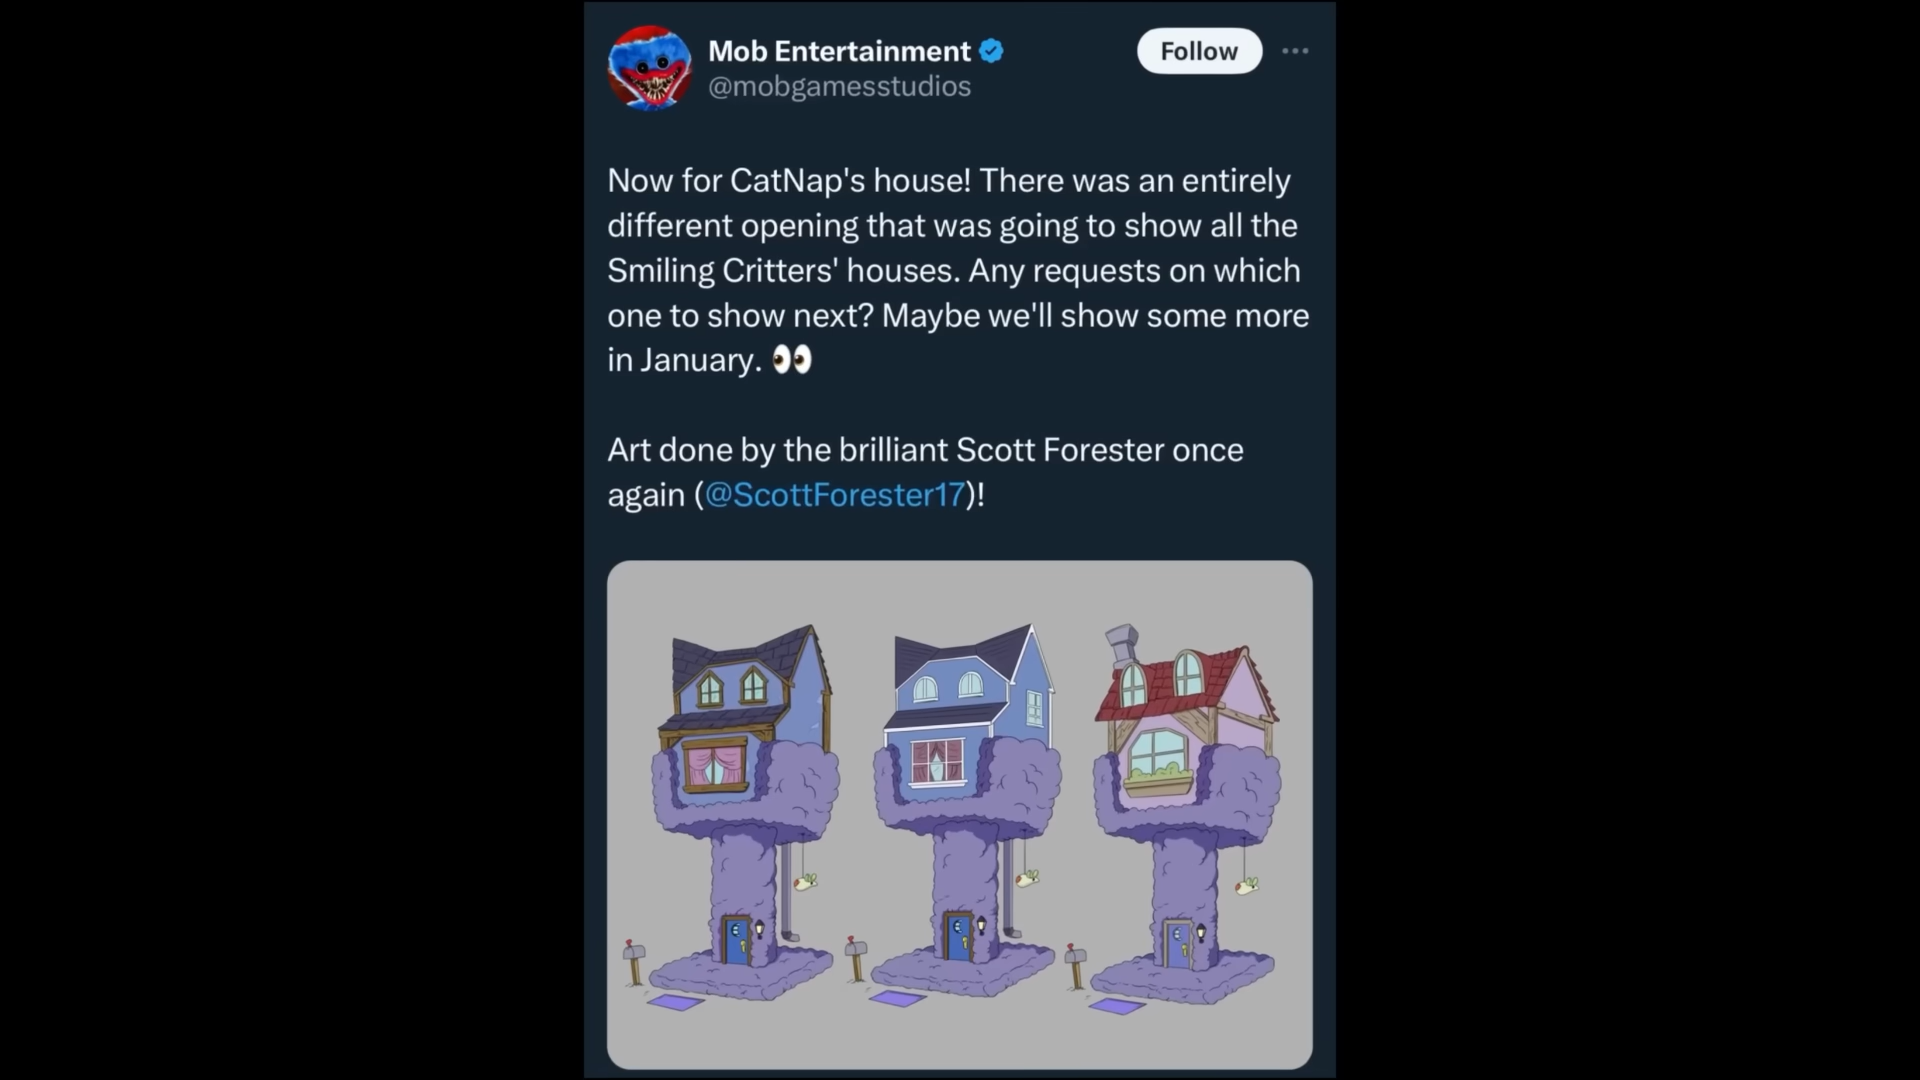 Mob Entertainment
Follow
@mobgamesstudios
Now for CatNap's house! There was an entirely
different opening that was going to show all the
Smiling Critters' houses. Any requests on which
one to show next? Maybe we'll show some more
in January. 👀
Art done by the brilliant Scott Forester once
again (@ScottForester17)!